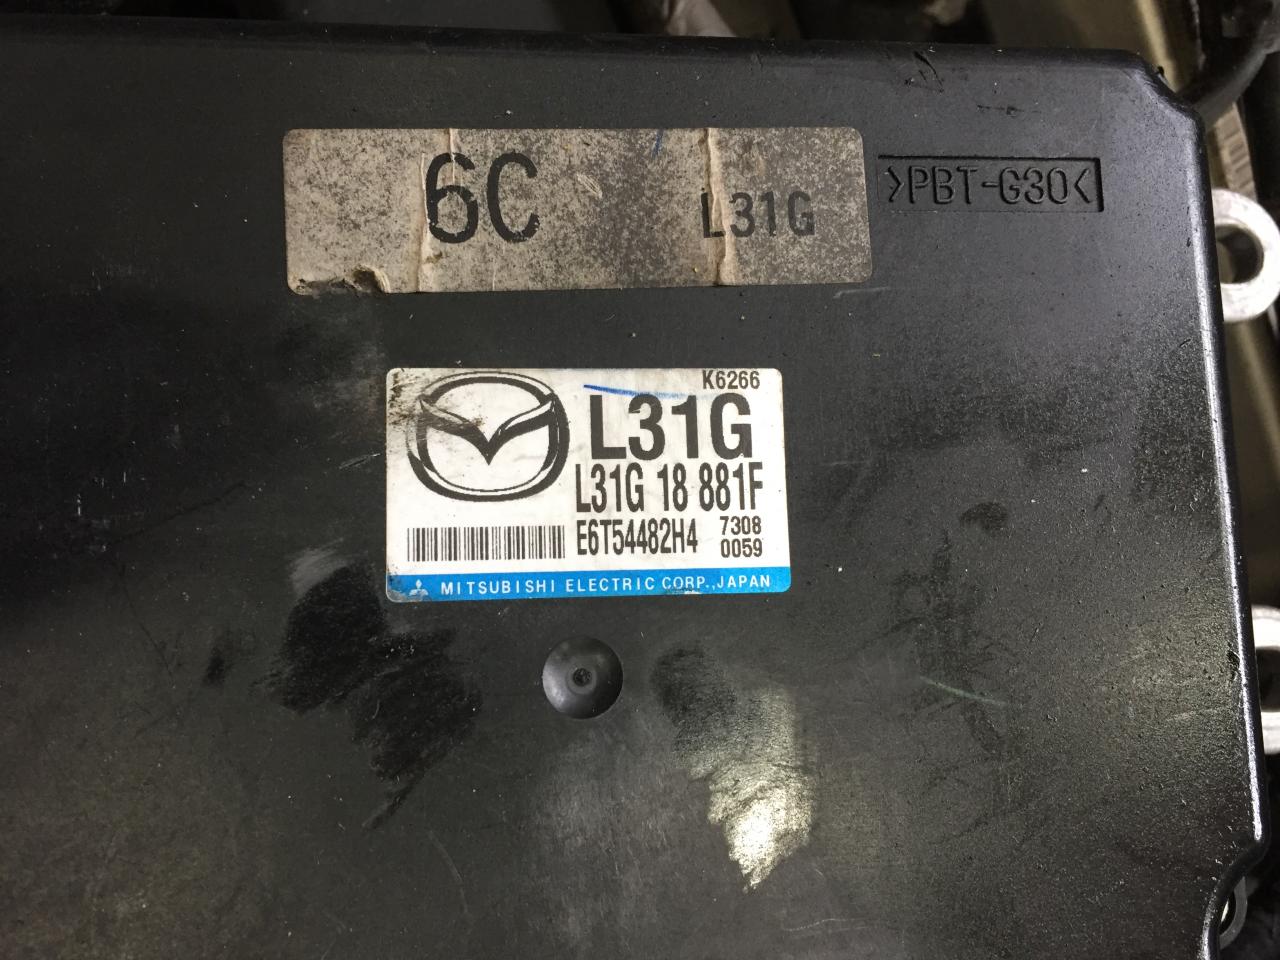 6C L31G
>PBT-G30<
K6266
L31G
L31G 18 881F
E6T54482H4 7308
0059
MITSUBISHI ELECTRIC CORP.,JAPAN